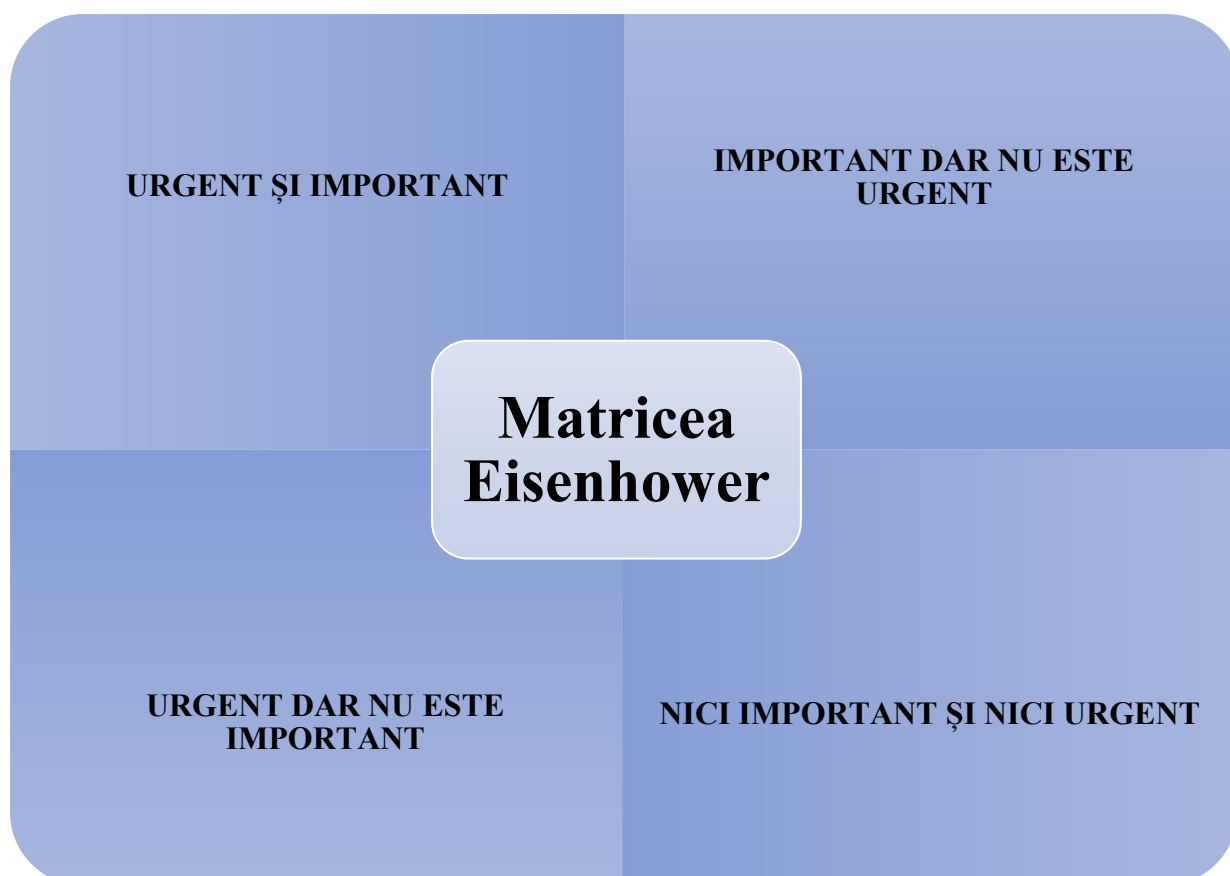 URGENT ȘI IMPORTANT
IMPORTANT DAR NU ESTE
URGENT
Matricea
Eisenhower
URGENT DAR NU ESTE
IMPORTANT
NICI IMPORTANT ȘI NICI URGENT